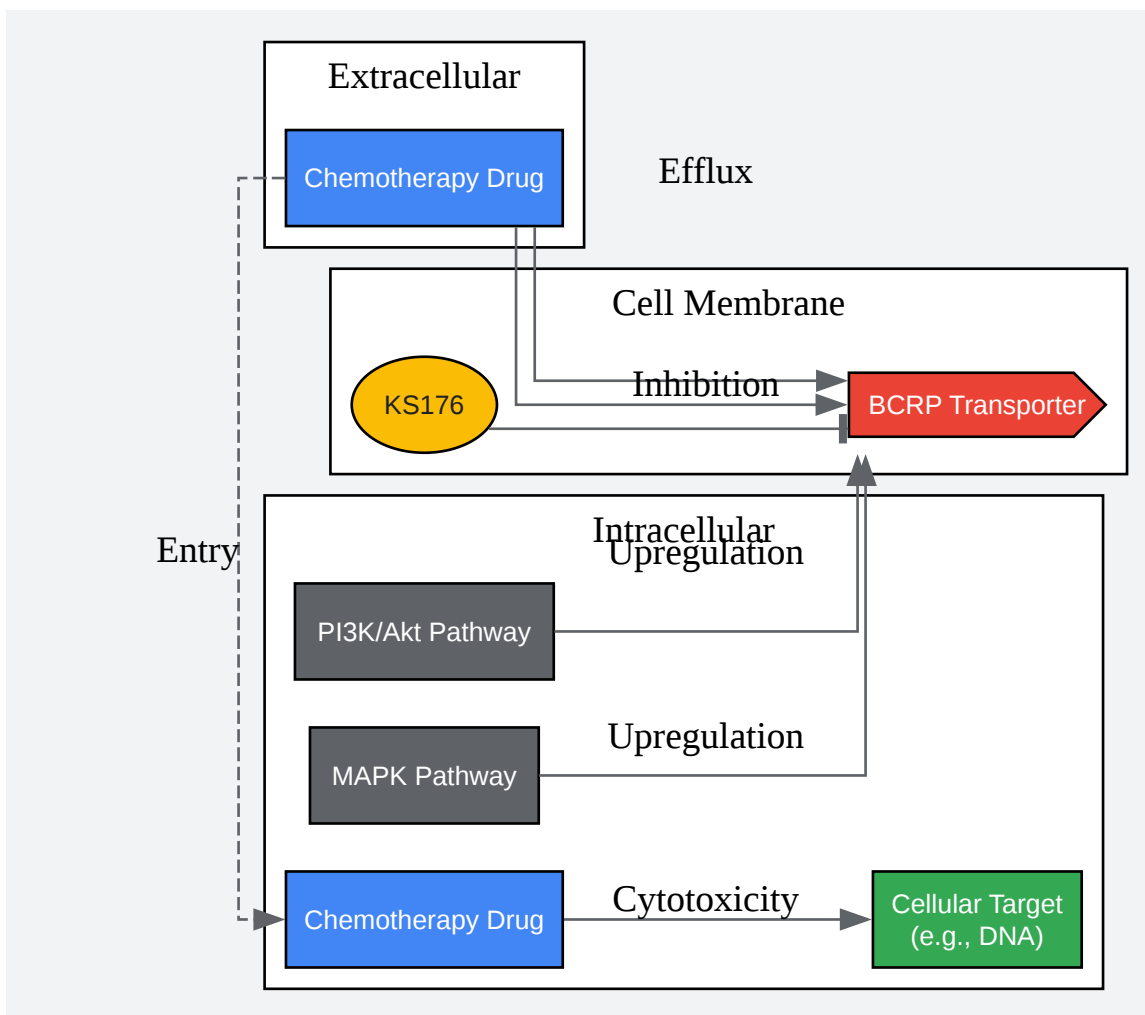 Extracellular
Chemotherapy Drug
Efflux
Cell Membrane
KS176
Inhibition
BCRP Transporter
Entry
Intracellular
Upregulation
PI3K/Akt Pathway
MAPK Pathway
Upregulation
Chemotherapy Drug
Cytotoxicity
Cellular Target
(e.g., DNA)